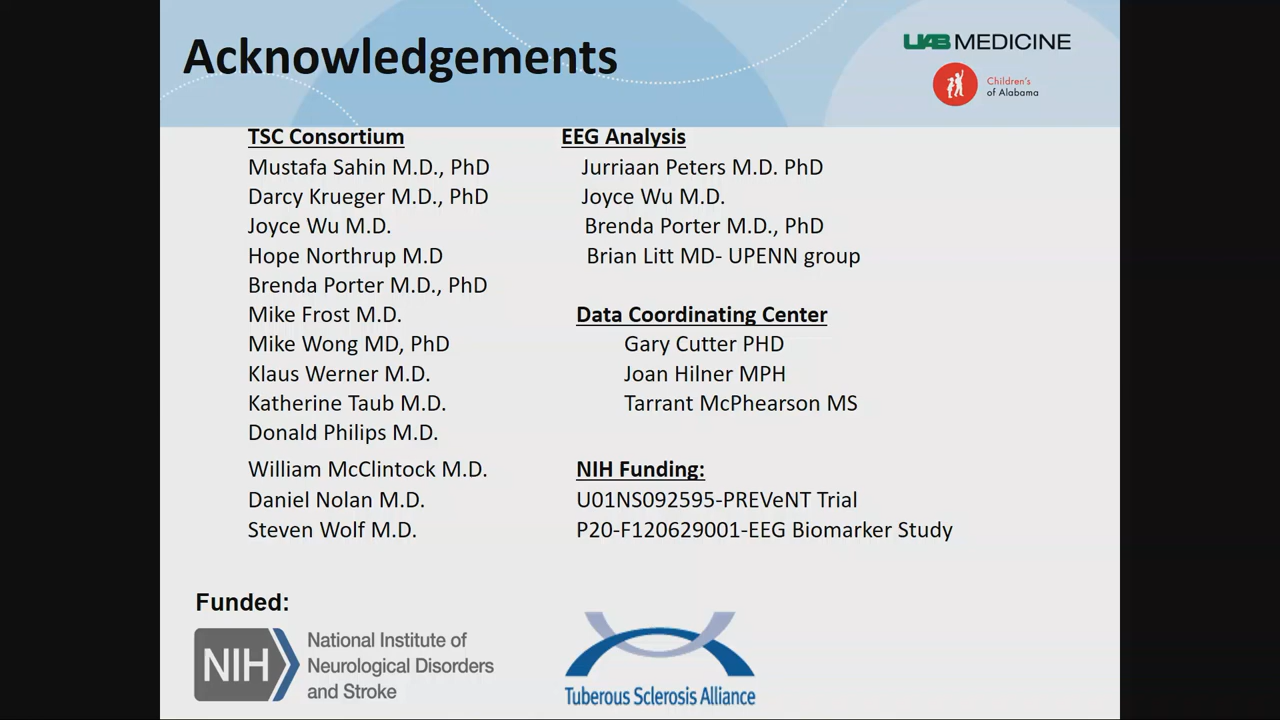 Acknowledgements
UAB MEDICINE
Children's
of Alabama
TSC Consortium
Mustafa Sahin M.D., PhD
Darcy Krueger M.D., PhD
Joyce Wu M.D.
Hope Northrup M.D
Brenda Porter M.D., PhD
Mike Frost M.D.
Mike Wong MD, PhD
Klaus Werner M.D.
Katherine Taub M.D.
Donald Philips M.D.
William McClintock M.D.
Daniel Nolan M.D.
Steven Wolf M.D.
EEG Analysis
Jurriaan Peters M.D. PhD
Joyce Wu M.D.
Brenda Porter M.D., PhD
Brian Litt MD- UPENN group
Data Coordinating Center
Gary Cutter PHD
Joan Hilner MPH
Tarrant McPhearson MS
NIH Funding:
U01NS092595-PREVeNT Trial
P20-F120629001-EEG Biomarker Study
Funded:
NIH
National Institute of
Neurological Disorders
and Stroke
Tuberous Sclerosis Alliance